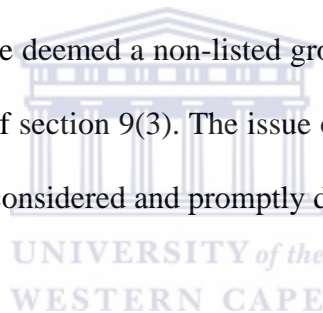 e deemed a non-listed gro
f section 9(3). The issue
onsidered and promptly d
UNIVERSITY of the
WESTERN CAPE